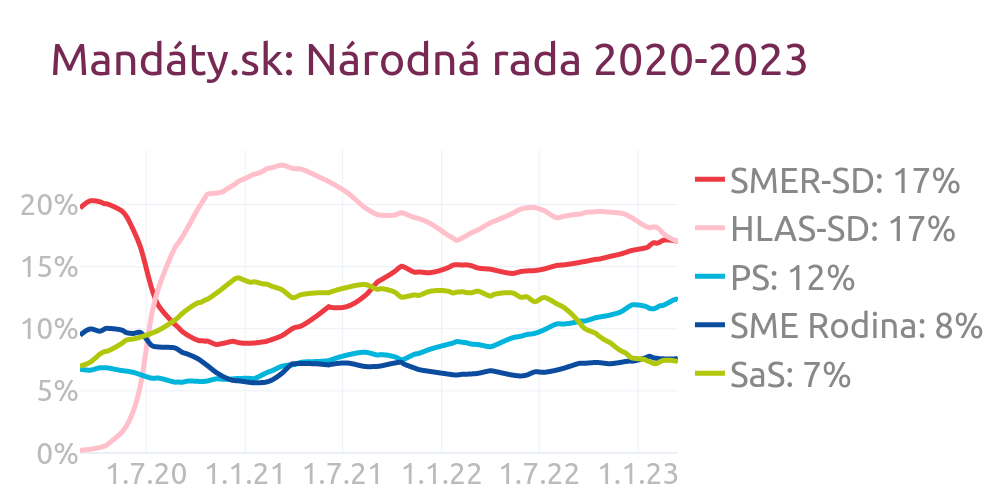 Mandáty.sk: Národná rada 2020-2023
20%
15%
10%
5%
0%
1.7.20
1.1.21
1.7.21
1.1.22
1.7.22
1.1.23
SMER-SD: 17%
HLAS-SD: 17%
PS: 12%
SME Rodina: 8%
SaS: 7%